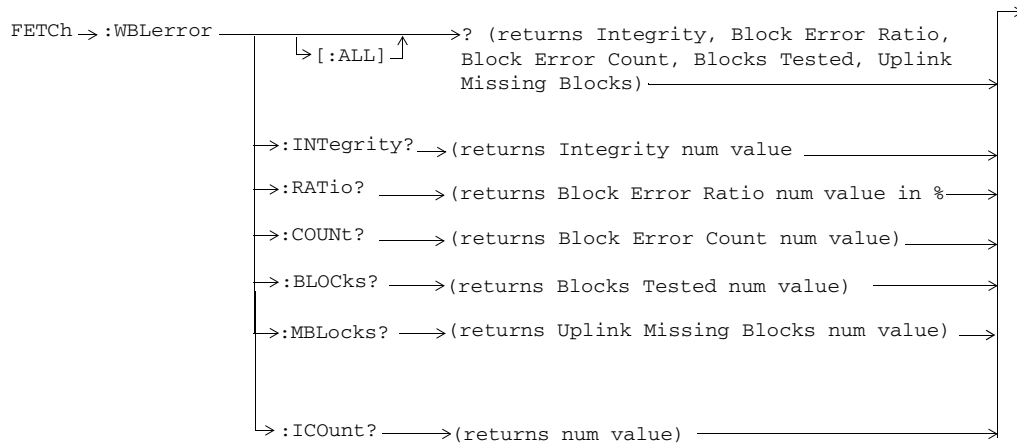 FETCh :WBLerror ? (returns Integrity, Block Error Ratio,
[:ALL] Block Error Count, Blocks Tested, Uplink
Missing Blocks)
:INTegrity? (returns Integrity num value
:RATio? (returns Block Error Ratio num value in %
:COUNt? (returns Block Error Count num value)
:BLOCks? (returns Blocks Tested num value)
:MBLocks? (returns Uplink Missing Blocks num value)
:ICOunt? (returns num value)